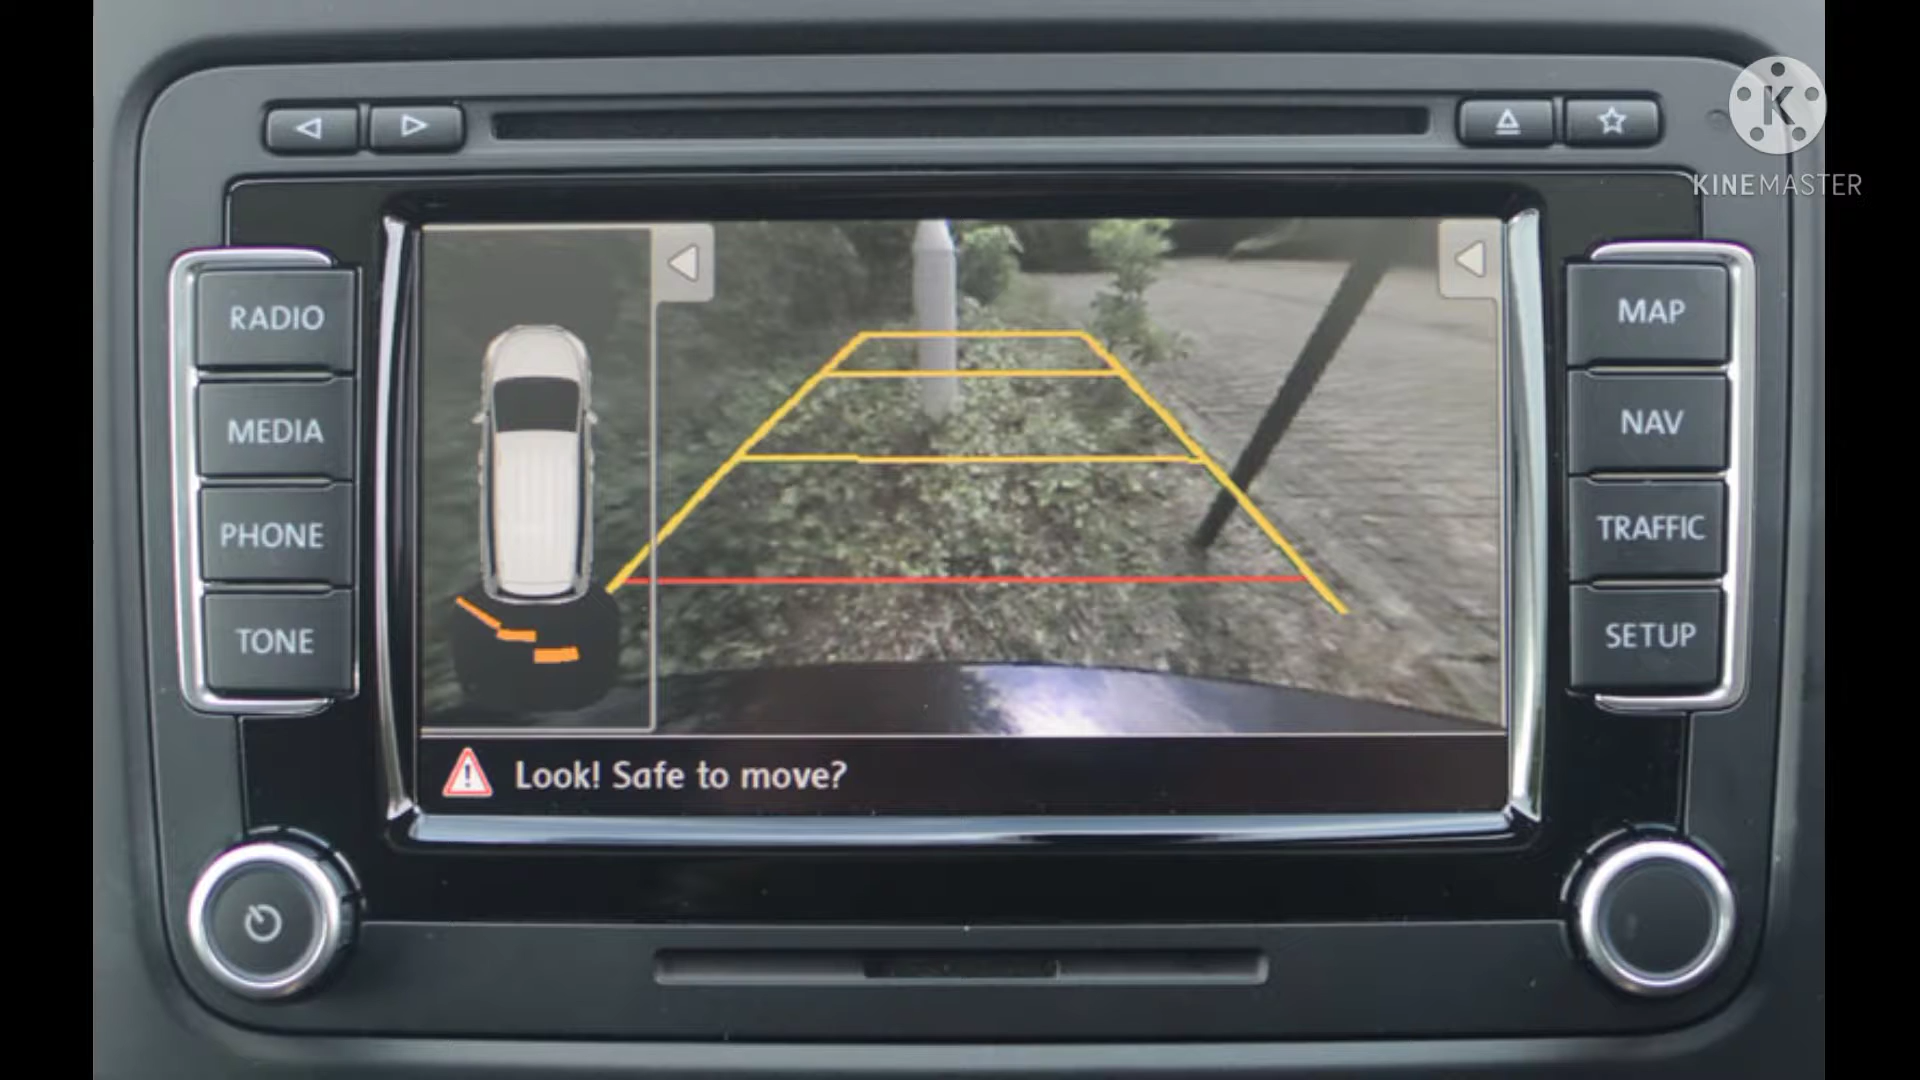 K
KINEMASTER
RADIO
MEDIA
PHONE
TONE
MAP
NAV
TRAFFIC
SETUP
Look! Safe to move?